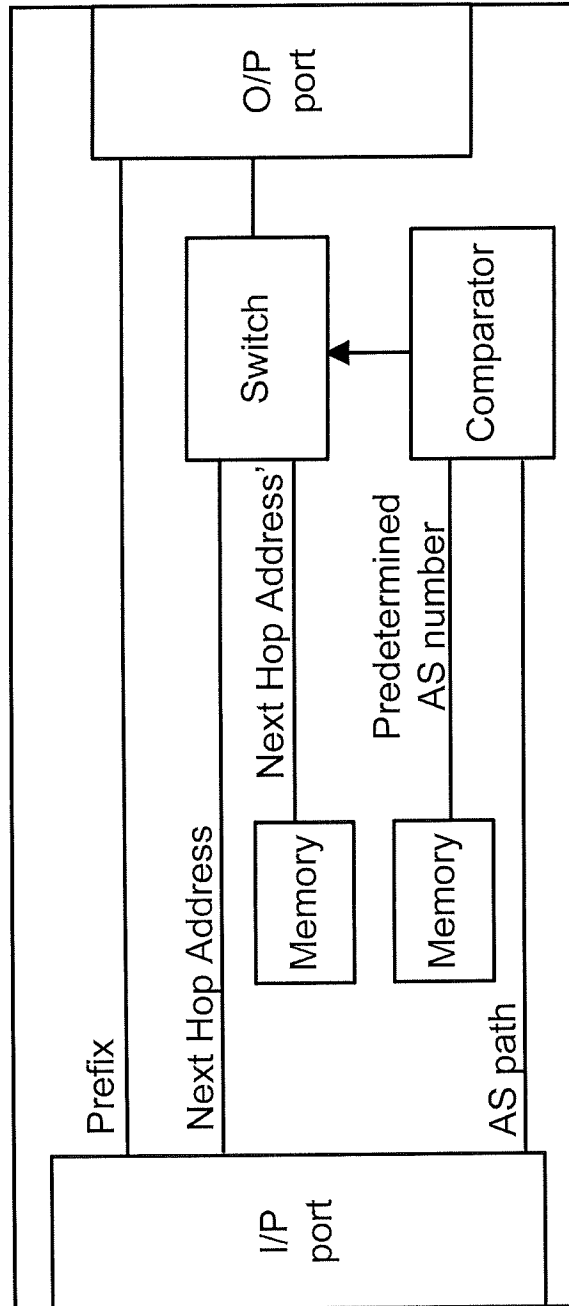 I/P
port
Prefix
Next Hop Address
AS path
Memory
Memory
Next Hop Address'
Predetermined
AS number
Switch
Comparator
O/P
port